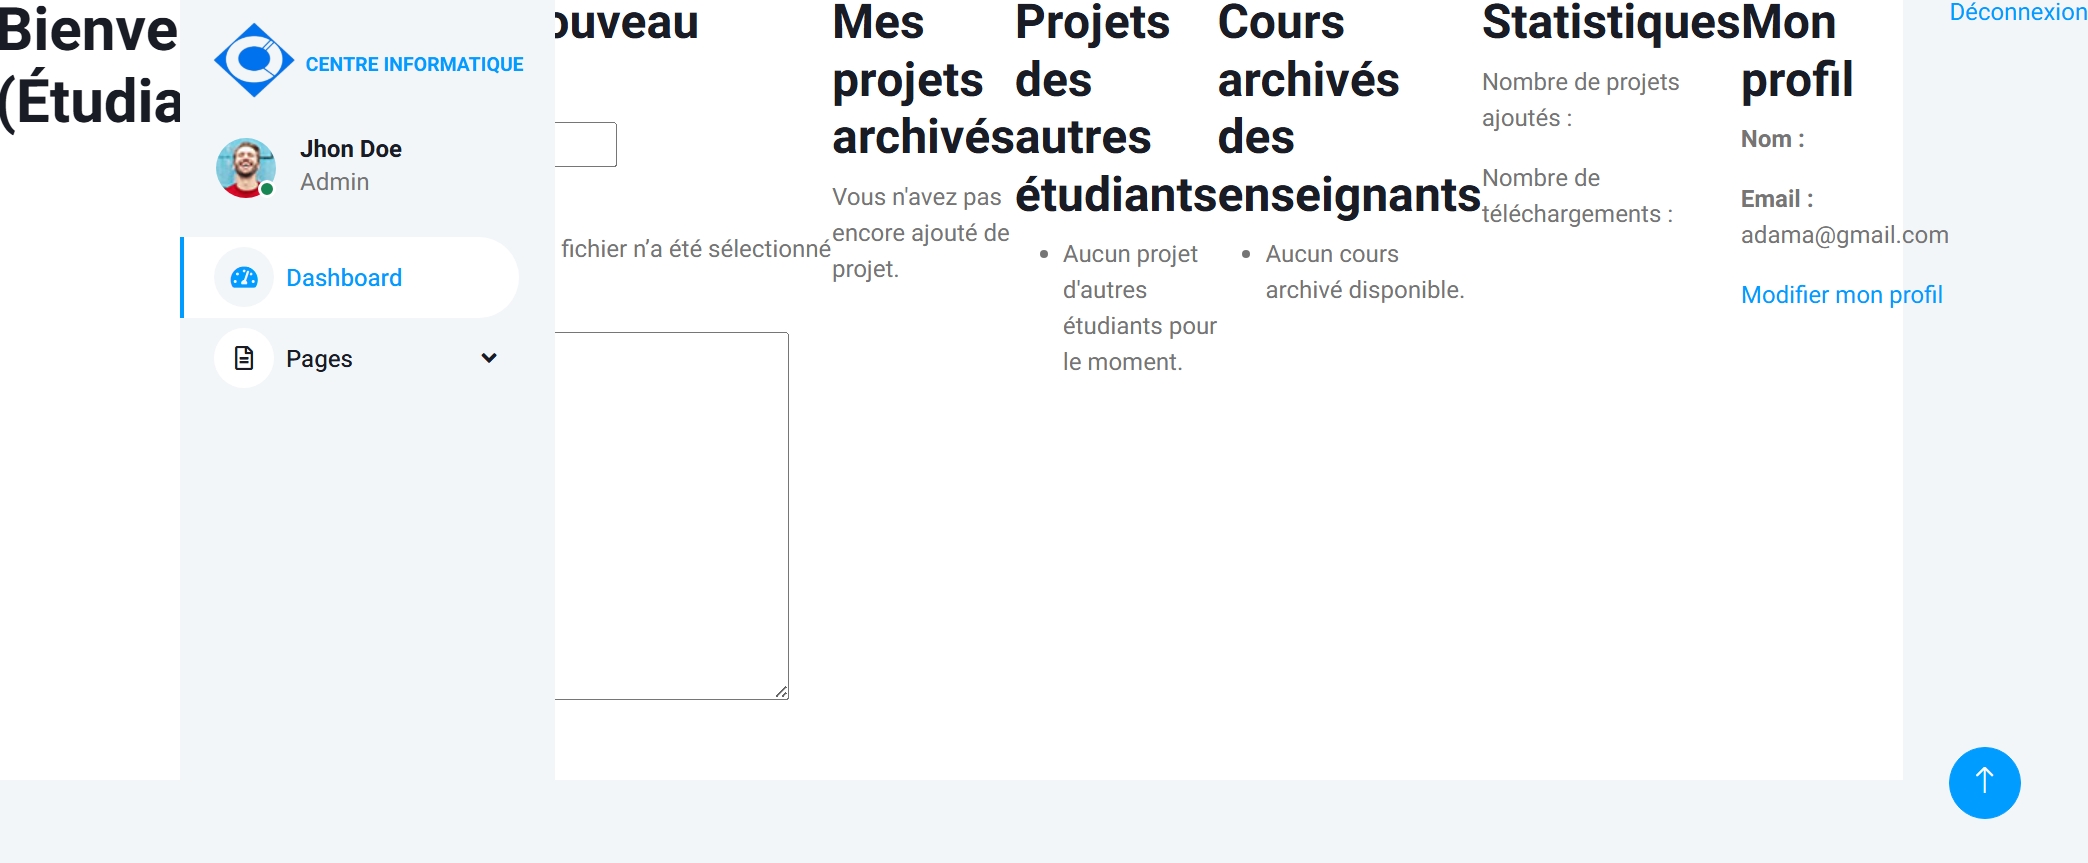 Bienve
(Étudia
CENTRE INFORMATIQUE
Jhon Doe
Admin
Dashboard
Pages
ouveau
fichier n’a été sélectionné
Mes
projets
archivés
Vous n'avez pas
encore ajouté de
projet.
Projets
des
autres
étudiants
Aucun projet
d'autres
étudiants pour
le moment.
Cours
archivés
des
enseignants
Aucun cours
archivé disponible.
Statistiques
Nombre de projets
ajoutés :
Nombre de
téléchargements :
Mon
profil
Nom :
Email :
adama@gmail.com
Modifier mon profil
Déconnexion